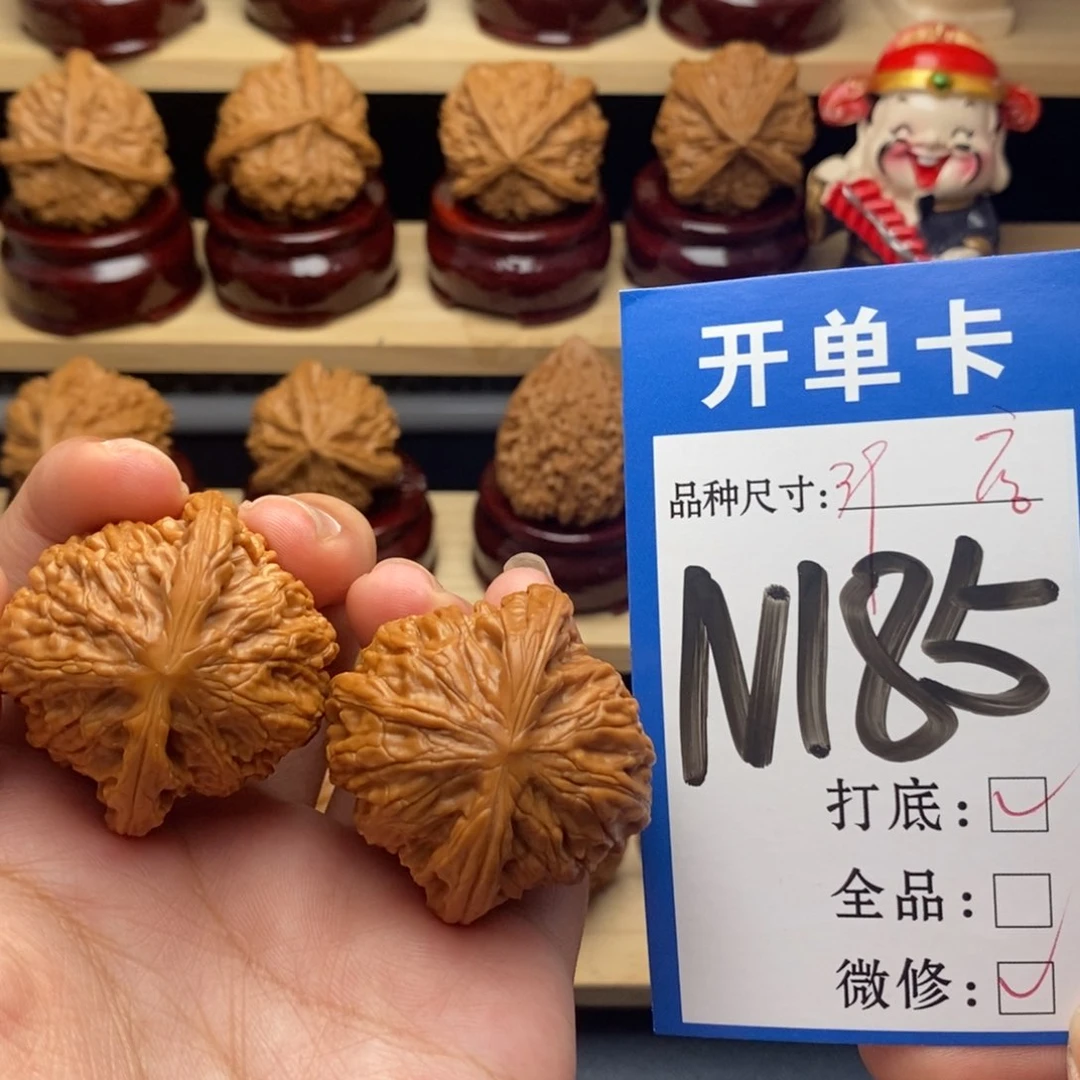 开单卡
品种尺寸:
N185
打底: ✓
全品: □
微修: ✓